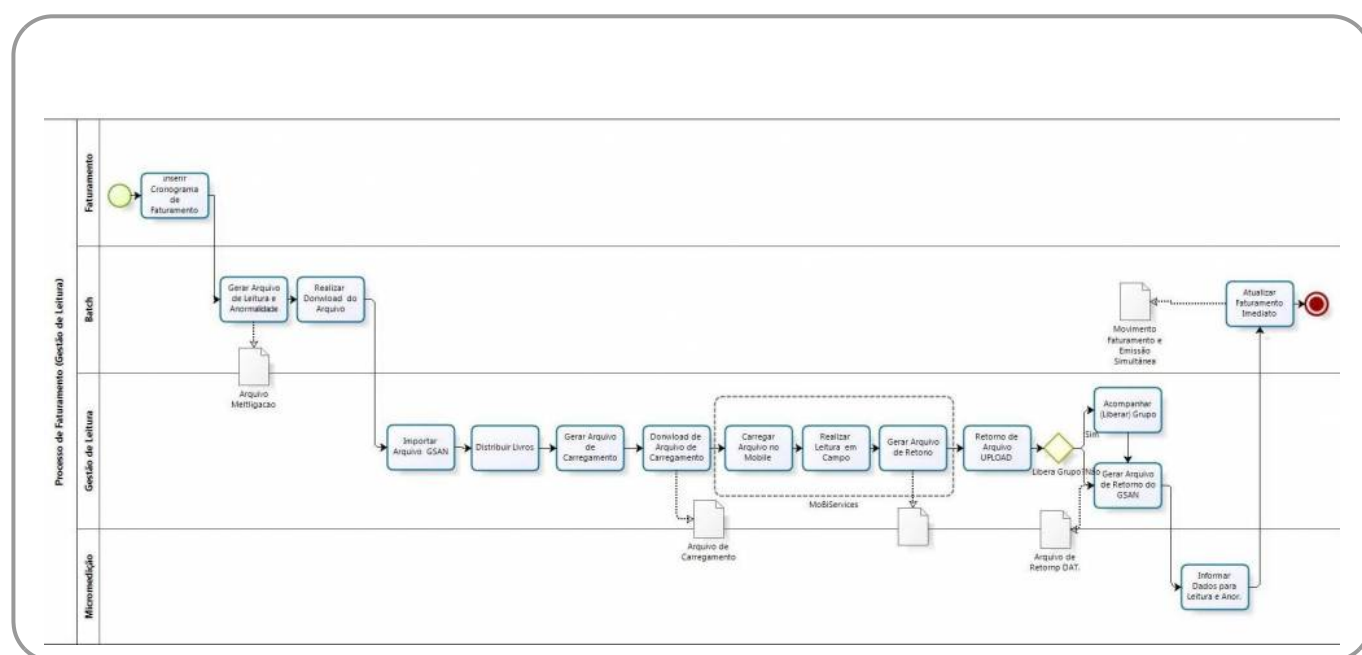 Processo de Faturamento (Gestão de Leitura)
Faturamento
Inserir
Cronograma
de
Faturamento
Batch
Gerar Arquivo
de Leitura e
Anormalidade
Realizar
Donwload do
Arquivo
Arquivo
Meltligacao
Movimento
Faturamento e
Emissão
Simultânea
Atualizar
Faturamento
Imediato
Gestão de Leitura
Importar
Arquivo GSAN
Distribuir Livros
Gerar Arquivo
de
Carregamento
Donwload de
Arquivo de
Carregamento
Carregar
Arquivo no
Mobile
Realizar
Leitura em
Campo
Gerar Arquivo
de Retono
MoBiServices
Retorno de
Arquivo
UPLOAD
Libera Grupo?
Sim
Não
Acompanhar
(Liberar) Grupo
Gerar Arquivo
de Retorno do
GSAN
Arquivo de
Carregamento
Arquivo de
Retomp DAT.
Micromedição
Informar
Dados para
Leitura e Anor.